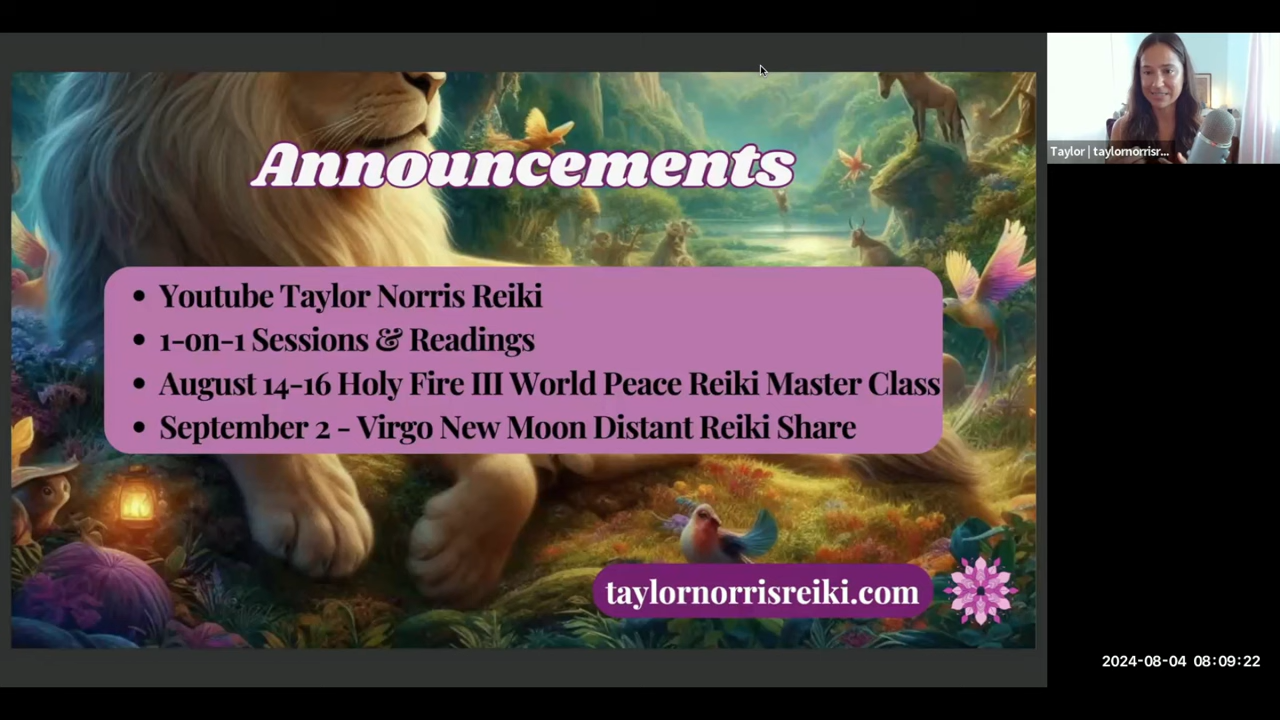 Announcements
Youtube Taylor Norris Reiki
1-on-1 Sessions & Readings
August 14-16 Holy Fire III World Peace Reiki Master Class
September 2 - Virgo New Moon Distant Reiki Share
taylornorrisreiki.com
Taylor | taylornorrisr...
2024-08-04 08:09:22